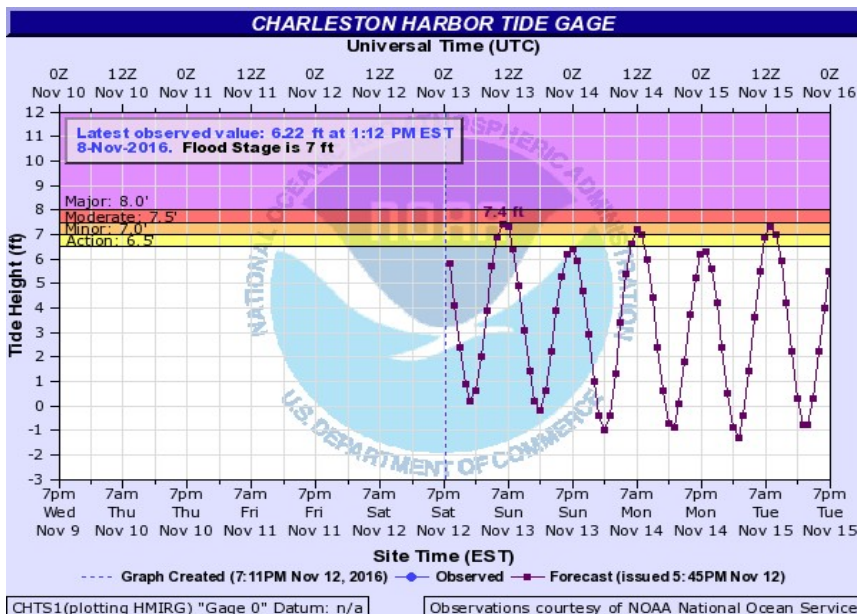 CHARLESTON HARBOR TIDE GAGE
Universal Time (UTC)
0Z 12Z 0Z 12Z 0Z 12Z 0Z 12Z 0Z 12Z 0Z 12Z 0Z
Nov 10 Nov 10 Nov 11 Nov 11 Nov 12 Nov 12 Nov 13 Nov 13 Nov 14 Nov 14 Nov 15 Nov 15 Nov 16
Latest observed value: 6.22 ft at 1:12 PM EST
8-Nov-2016. Flood Stage is 7 ft
12
11
10
9
8
7
6
5
4
3
2
1
0
-1
-2
-3
Tide Height (ft)
Major: 8.0'
Moderate: 7.5'
Minor: 7.0'
Action: 6.5'
7.4 ft
NATIONAL OCEANIC AND ATMOSPHERIC ADMINISTRATION
NOAA
U.S. DEPARTMENT OF COMMERCE
7pm 7am 7pm 7am 7pm 7am 7pm 7am 7pm 7am 7pm 7am 7pm
Wed Thu Thu Fri Fri Sat Sat Sun Sun Mon Mon Tue Tue
Nov 9 Nov 10 Nov 10 Nov 11 Nov 11 Nov 12 Nov 12 Nov 13 Nov 13 Nov 14 Nov 14 Nov 15 Nov 15
Site Time (EST)
Graph Created (7:11PM Nov 12, 2016) Observed Forecast (issued 5:45PM Nov 12)
CHTS1(plotting HMIRG) "Gage 0" Datum: n/a
Observations courtesy of NOAA National Ocean Service